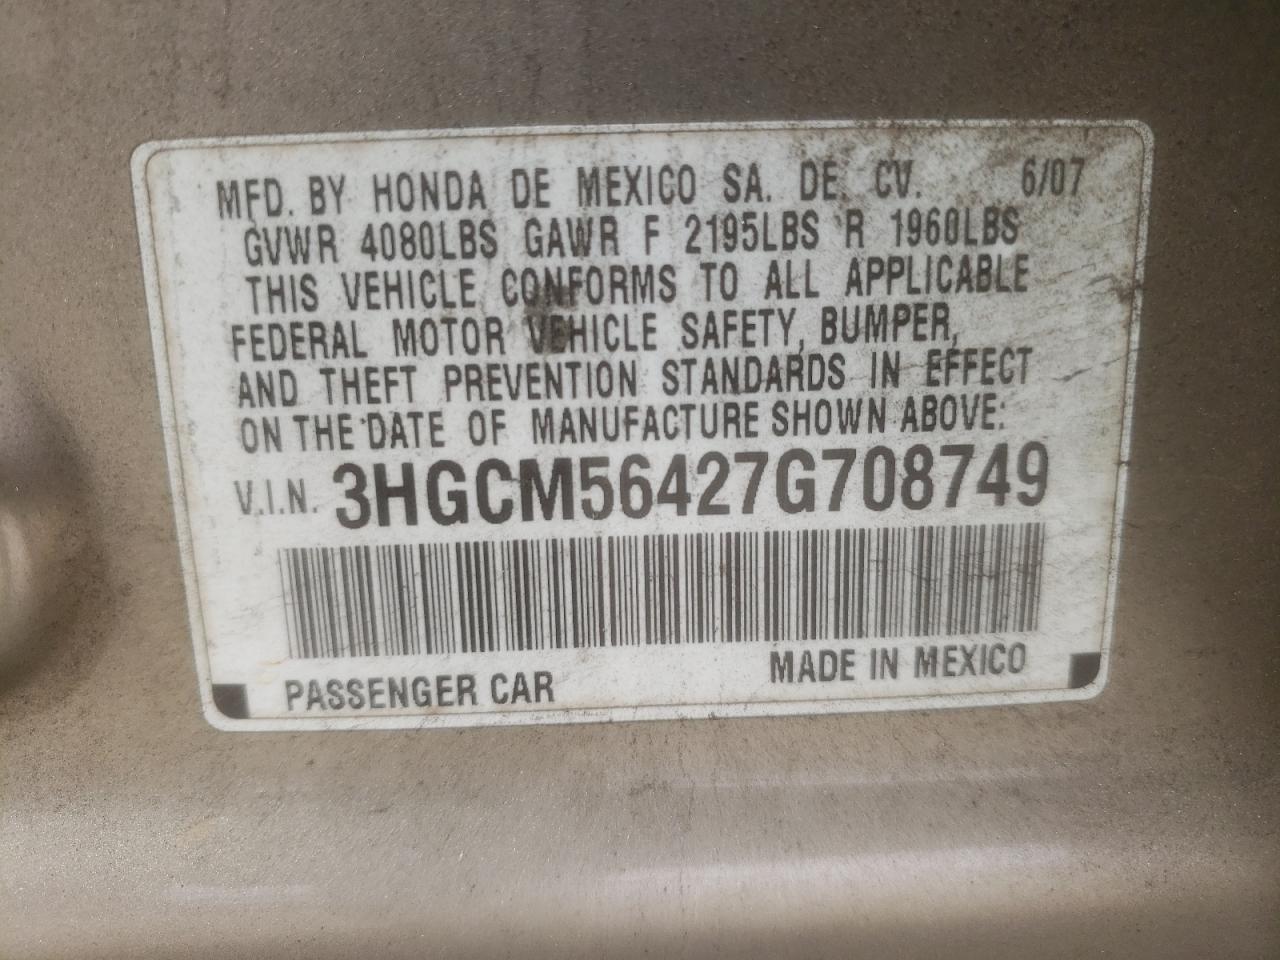 MFD. BY HONDA DE MEXICO SA. DE. CV. 6/07
GVWR 4080LBS GAWR F 2195LBS R 1960LBS
THIS VEHICLE CONFORMS TO ALL APPLICABLE
FEDERAL MOTOR VEHICLE SAFETY, BUMPER,
AND THEFT PREVENTION STANDARDS IN EFFECT
ON THE DATE OF MANUFACTURE SHOWN ABOVE:
V.I.N. 3HGCM56427G708749
PASSENGER CAR MADE IN MEXICO